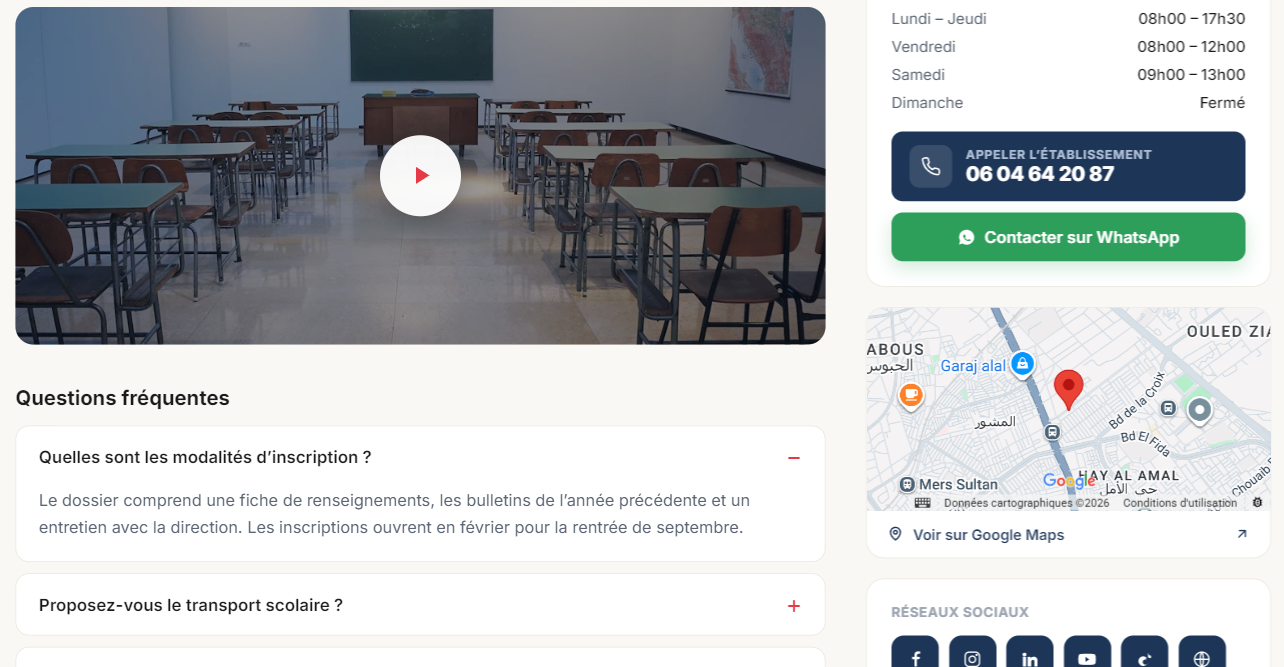 Lundi – Jeudi 08h00 – 17h30
Vendredi 08h00 – 12h00
Samedi 09h00 – 13h00
Dimanche Fermé
APPELER L’ÉTABLISSEMENT
06 04 64 20 87
Contacter sur WhatsApp
Questions fréquentes
Quelles sont les modalités d’inscription ?
Le dossier comprend une fiche de renseignements, les bulletins de l’année précédente et un
entretien avec la direction. Les inscriptions ouvrent en février pour la rentrée de septembre.
Proposez-vous le transport scolaire ?
OULED ZIA
ABOUS
الحبوس
Garaj alal
Bd de la Croix
المشور
Bd El Fida
HAY AL AMAL
حي الأمل
Mers Sultan
Google
Chouaib
Données cartographiques ©2026 Conditions d'utilisation
Voir sur Google Maps
RÉSEAUX SOCIAUX